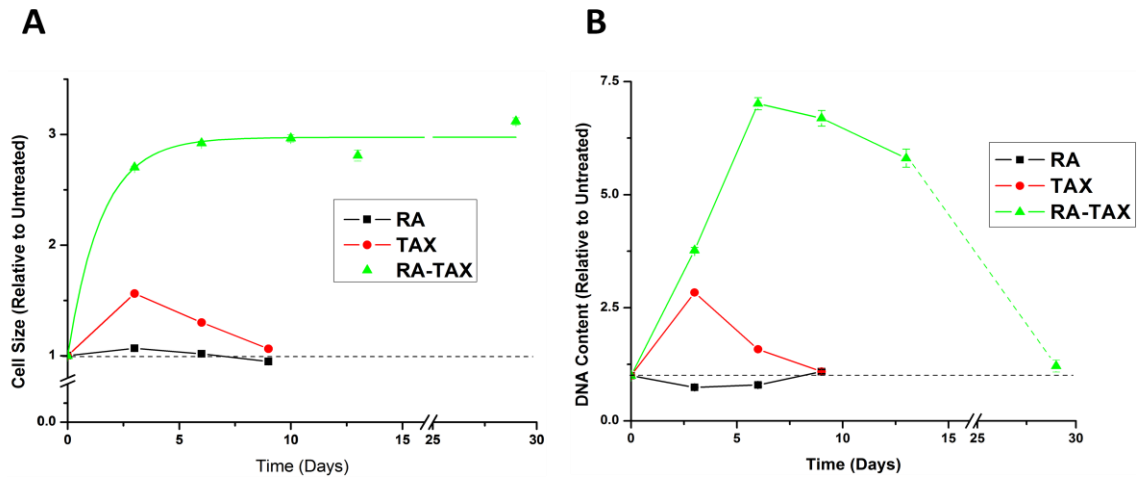 A
Cell Size (Relative to Untreated)
3
2
1
0.0
RA
TAX
RA-TAX
0
5
10
15
25
30
Time (Days)
B
DNA Content (Relative to Untreated)
7.5
5.0
2.5
0.0
RA
TAX
RA-TAX
0
5
10
15
25
30
Time (Days)